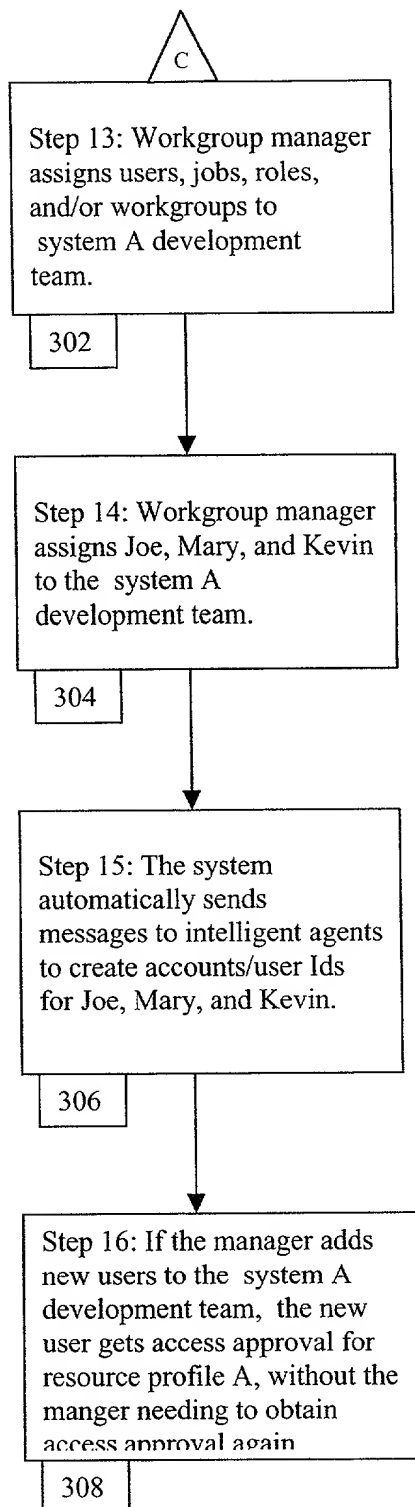 C
Step 13: Workgroup manager
assigns users, jobs, roles,
and/or workgroups to
system A development
team.
302
Step 14: Workgroup manager
assigns Joe, Mary, and Kevin
to the system A
development team.
304
Step 15: The system
automatically sends
messages to intelligent agents
to create accounts/user Ids
for Joe, Mary, and Kevin.
306
Step 16: If the manager adds
new users to the system A
development team, the new
user gets access approval for
resource profile A, without the
manger needing to obtain
access approval again
308